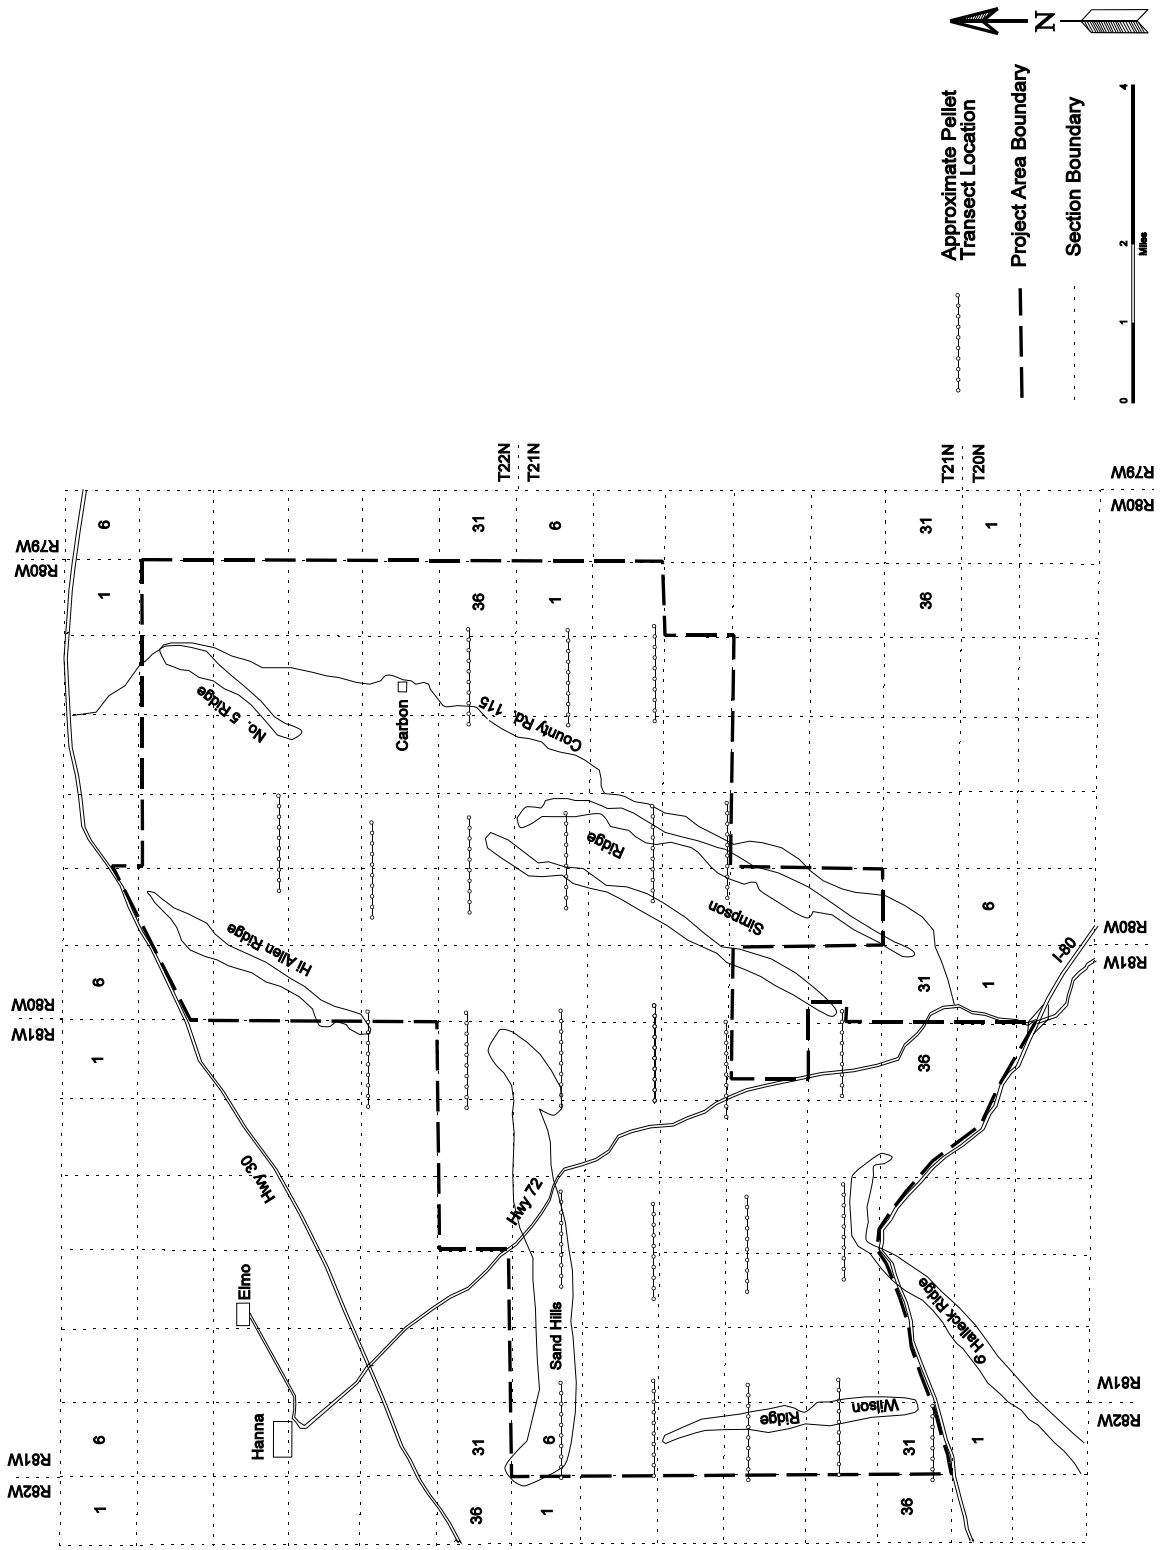 N
Approximate Pellet
Transect Location
Project Area Boundary
Section Boundary
0 1 2 4
Miles
R82W
R81W
R81W
R80W
R80W
R79W
1
6
1
6
1
6
Hwy 30
Hanna
Elmo
Hi Allen Ridge
No. 5 Ridge
Carbon
County Rd. 115
36
31
36
31
T22N
T21N
1
6
1
6
Sand Hills
Hwy 72
Simpson
Ridge
Wilson
Ridge
9 Halleck Ridge
36
31
36
31
36
31
T21N
T20N
1
1
6
1
I-80
R82W
R81W
R81W
R80W
R80W
R79W